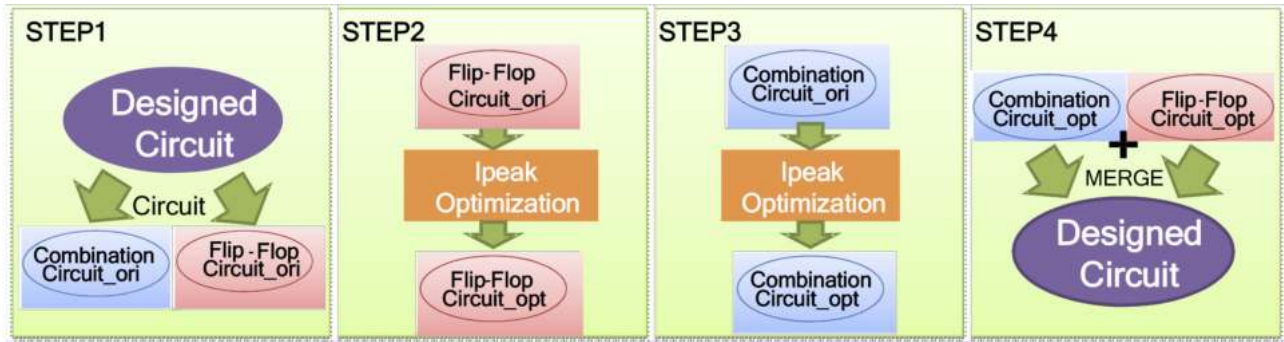 STEP1
Designed
Circuit
Circuit
Combination
Circuit_ori
Flip-Flop
Circuit_ori
STEP2
Flip-Flop
Circuit_ori
Ipeak
Optimization
Flip-Flop
Circuit_opt
STEP3
Combination
Circuit_ori
Ipeak
Optimization
Combination
Circuit_opt
STEP4
Combination
Circuit_opt
+
Flip-Flop
Circuit_opt
MERGE
Designed
Circuit